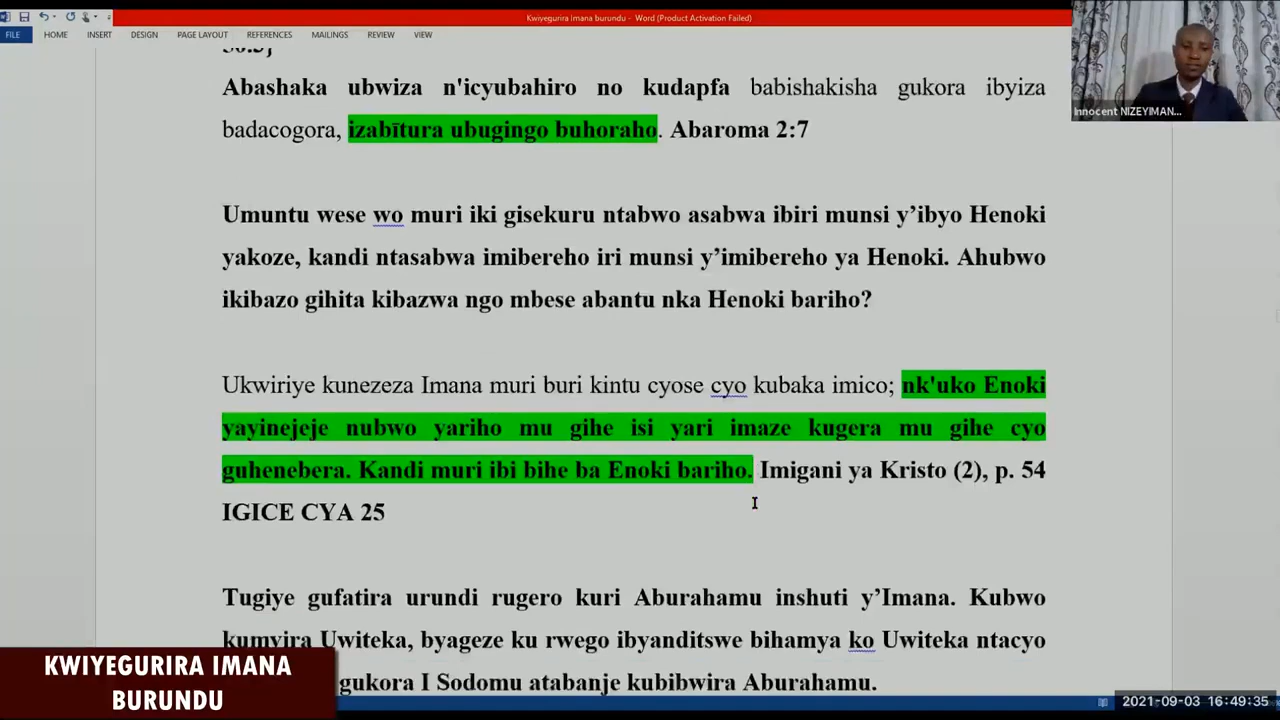 Kwiyegurira Imana burundu - Word (Product Activation Failed)
FILE HOME INSERT DESIGN PAGE LAYOUT REFERENCES MAILINGS REVIEW VIEW
Abashaka ubwiza n'icyubahiro no kudapfa babishakisha gukora ibyiza
badacogora, izabītura ubugingo buhoraho. Abaroma 2:7
Innocent NIZEYIMAN...
Umuntu wese wo muri iki gisekuru ntabwo asabwa ibiri munsi y’ibyo Henoki
yakoze, kandi ntasabwa imibereho iri munsi y’imibereho ya Henoki. Ahubwo
ikibazo gihita kibazwa ngo mbese abantu nka Henoki bariho?
Ukwiriye kunezeza Imana muri buri kintu cyose cyo kubaka imico; nk'uko Enoki
yayinejeje nubwo yariho mu gihe isi yari imaze kugera mu gihe cyo
guhenebera. Kandi muri ibi bihe ba Enoki bariho. Imigani ya Kristo (2), p. 54
IGICE CYA 25
Tugiye gufatira urundi rugero kuri Aburahamu inshuti y’Imana. Kubwo
kumvira Uwiteka, byageze ku rwego ibyanditswe bihamya ko Uwiteka ntacyo
gukora I Sodomu atabanje kubibwira Aburahamu.
KWIYEGURIRA IMANA
BURUNDU
2021-09-03 16:49:35